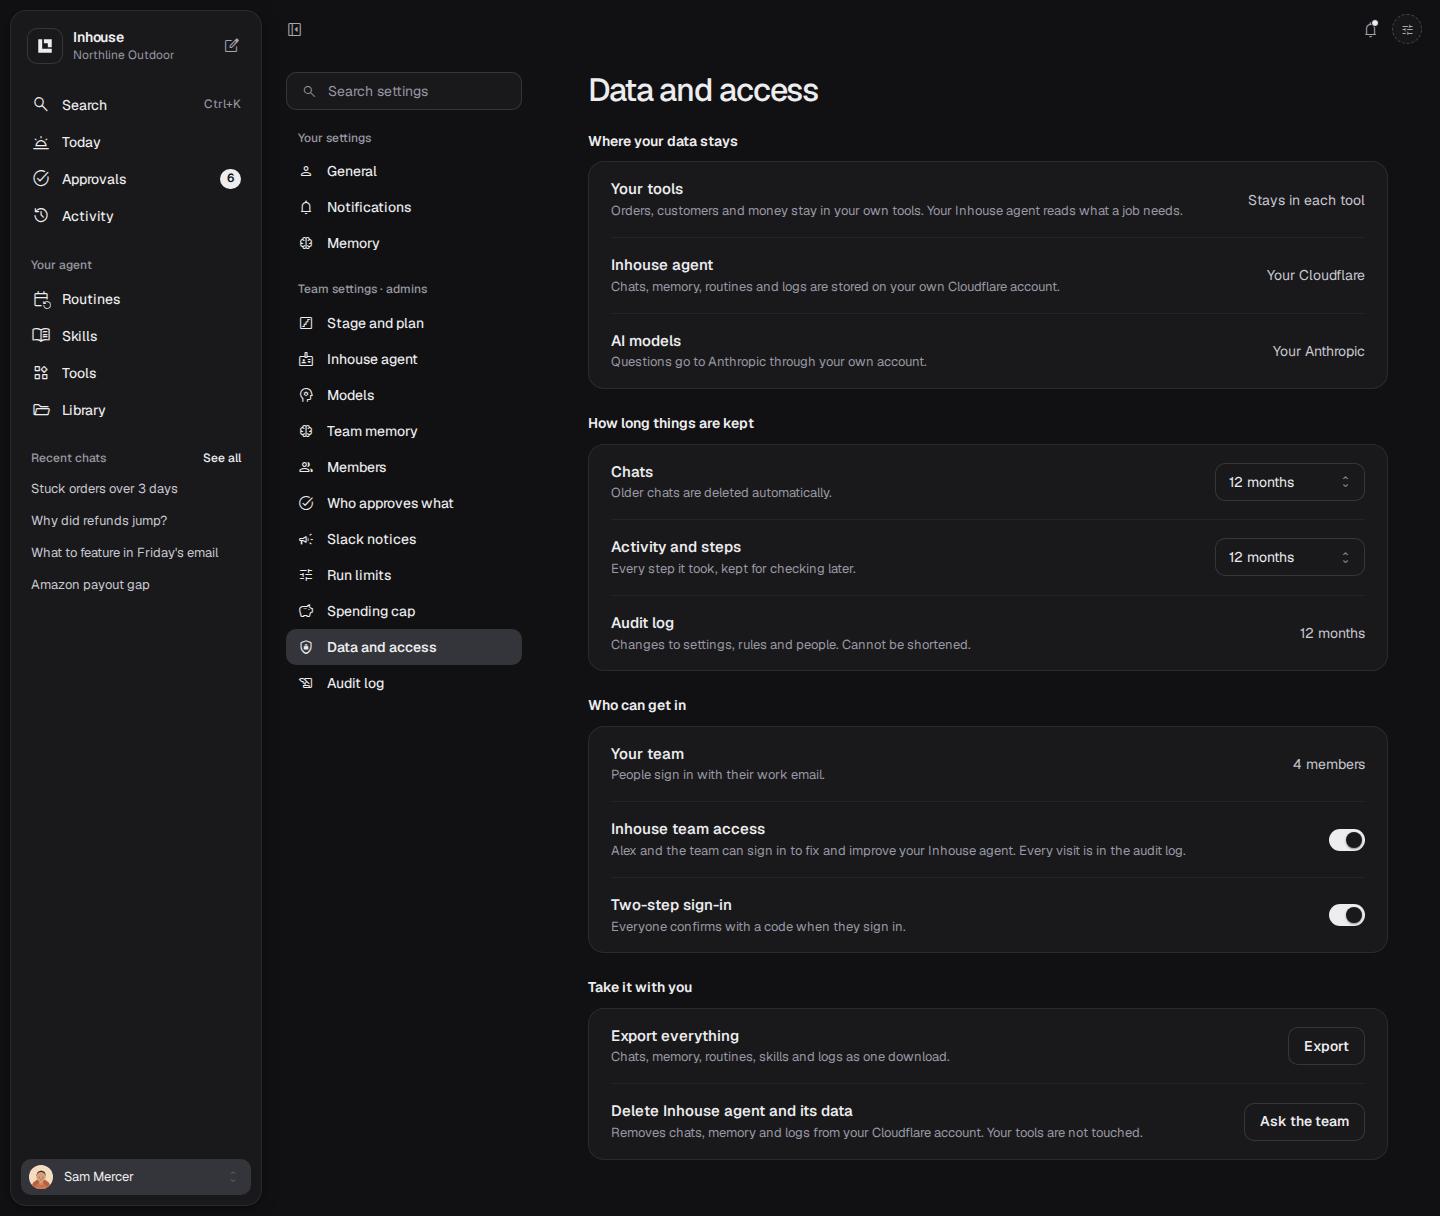 Inhouse
Northline Outdoor
Search Ctrl+K
Today
Approvals 6
Activity
Your agent
Routines
Skills
Tools
Library
Recent chats See all
Stuck orders over 3 days
Why did refunds jump?
What to feature in Friday's email
Amazon payout gap
Sam Mercer
Search settings
Your settings
General
Notifications
Memory
Team settings · admins
Stage and plan
Inhouse agent
Models
Team memory
Members
Who approves what
Slack notices
Run limits
Spending cap
Data and access
Audit log
Data and access
Where your data stays
Your tools
Orders, customers and money stay in your own tools. Your Inhouse agent reads what a job needs.
Stays in each tool
Inhouse agent
Chats, memory, routines and logs are stored on your own Cloudflare account.
Your Cloudflare
AI models
Questions go to Anthropic through your own account.
Your Anthropic
How long things are kept
Chats
Older chats are deleted automatically.
12 months
Activity and steps
Every step it took, kept for checking later.
12 months
Audit log
Changes to settings, rules and people. Cannot be shortened.
12 months
Who can get in
Your team
People sign in with their work email.
4 members
Inhouse team access
Alex and the team can sign in to fix and improve your Inhouse agent. Every visit is in the audit log.
Two-step sign-in
Everyone confirms with a code when they sign in.
Take it with you
Export everything
Chats, memory, routines, skills and logs as one download.
Export
Delete Inhouse agent and its data
Removes chats, memory and logs from your Cloudflare account. Your tools are not touched.
Ask the team